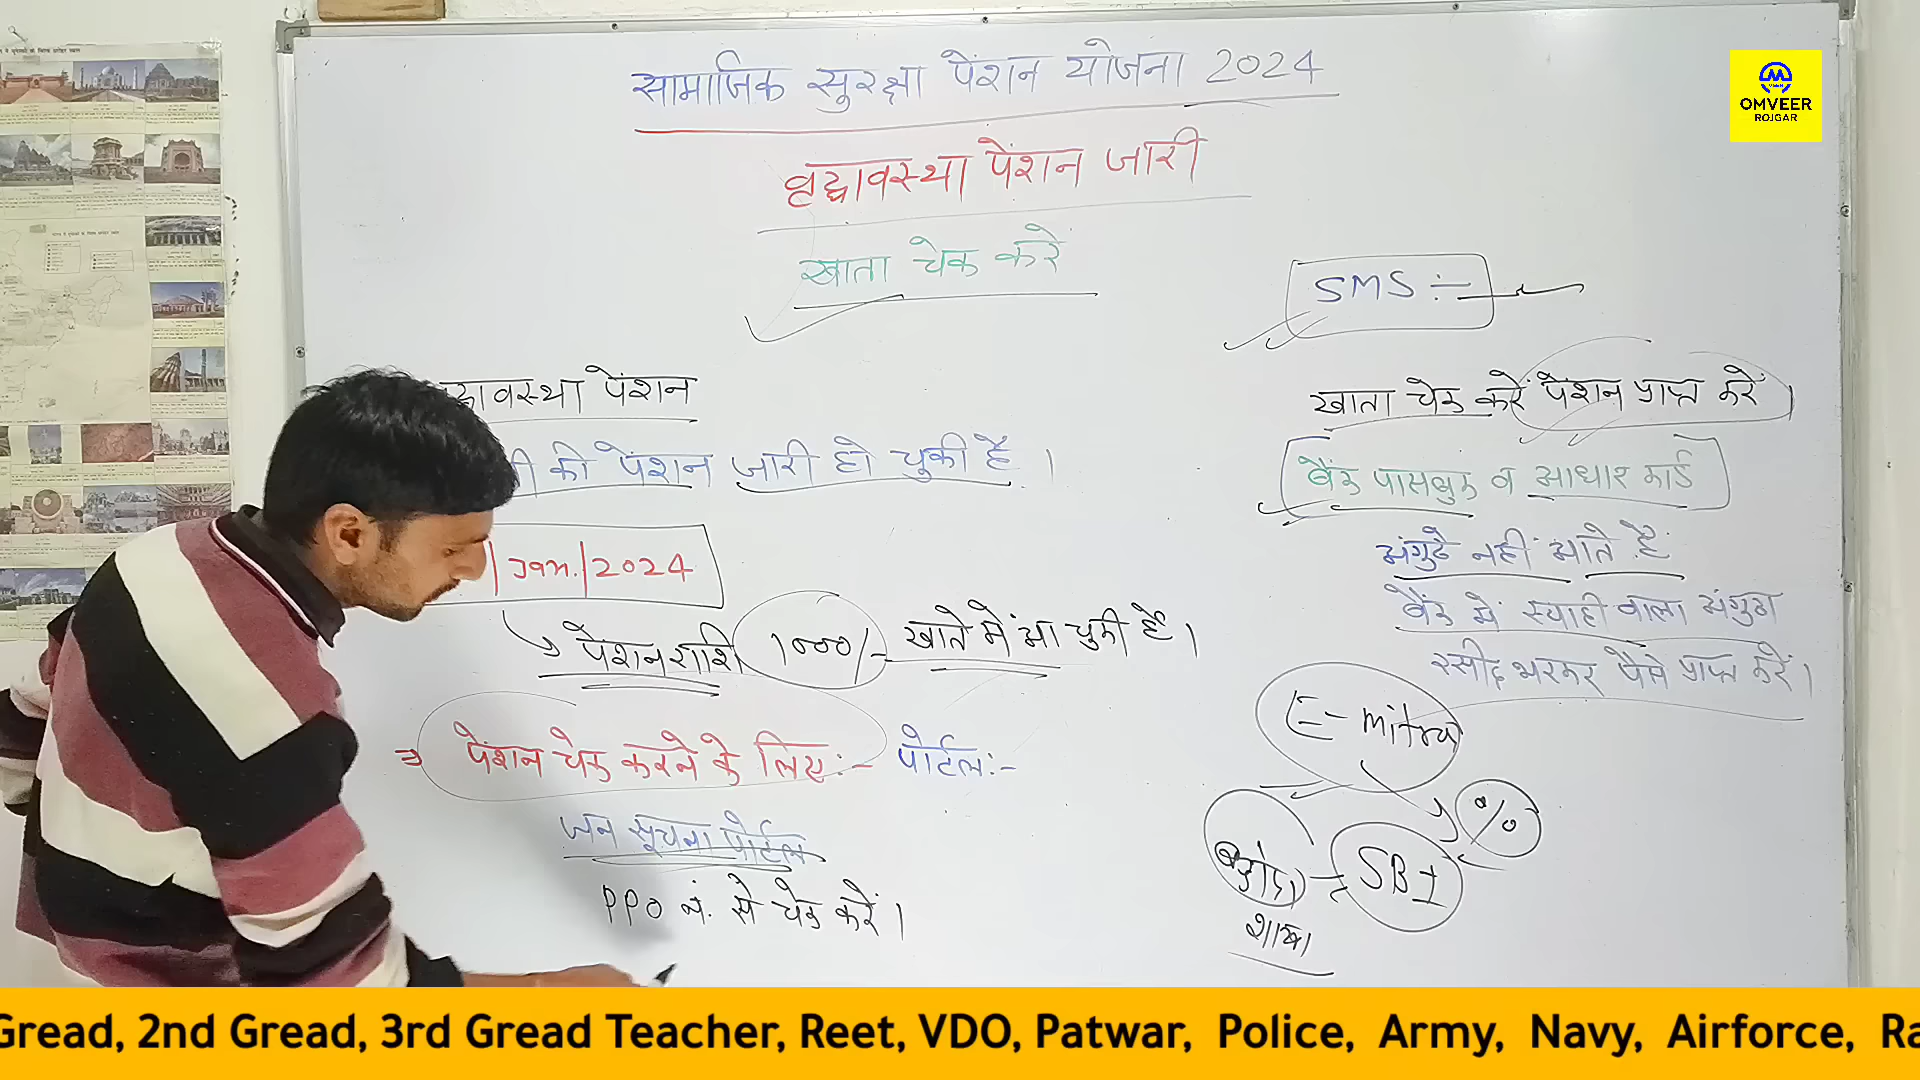 सामाजिक सुरक्षा पेंशन योजना 2024
वृद्धावस्था पेंशन जारी
खाता चेक करें
वस्था पेंशन
की पेंशन जारी हो चुकी है ।
Jan. 2024
पेंशन राशि 1000/- खाते में आ चुकी है ।
⇒ पेंशन चेक करने के लिए:- पोर्टल:-
जन सूचना पोर्टल
PPO नं. से चेक करें ।
SMS :-
खाता चेक करें पेंशन प्राप्त करें ।
बैंक पासबुक व आधार कार्ड
अंगुठे नहीं आते है
बैंक में स्याही वाला अंगुठा
रसीद भरकर पैसे प्राप्त करें ।
E-mitra
%
SBI
शाखा
OMVEER
ROJGAR
Gread, 2nd Gread, 3rd Gread Teacher, Reet, VDO, Patwar, Police, Army, Navy, Airforce, Ra